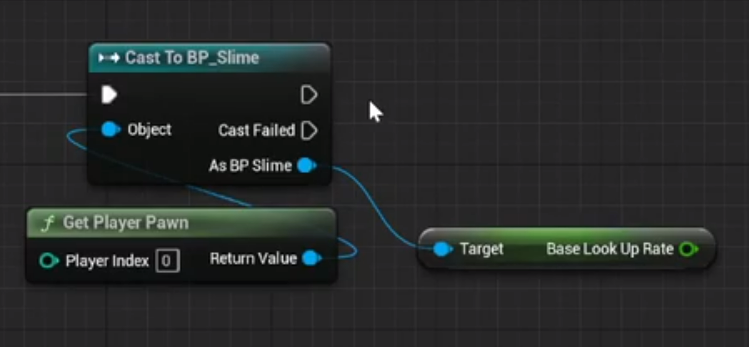 Cast To BP_Slime
Object
Cast Failed
As BP Slime
f Get Player Pawn
Player Index 0
Return Value
Target
Base Look Up Rate